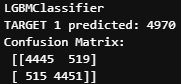 LGBMClassifier
TARGET 1 predicted: 4970
Confusion Matrix:
[[4445  519]
[ 515 4451]]